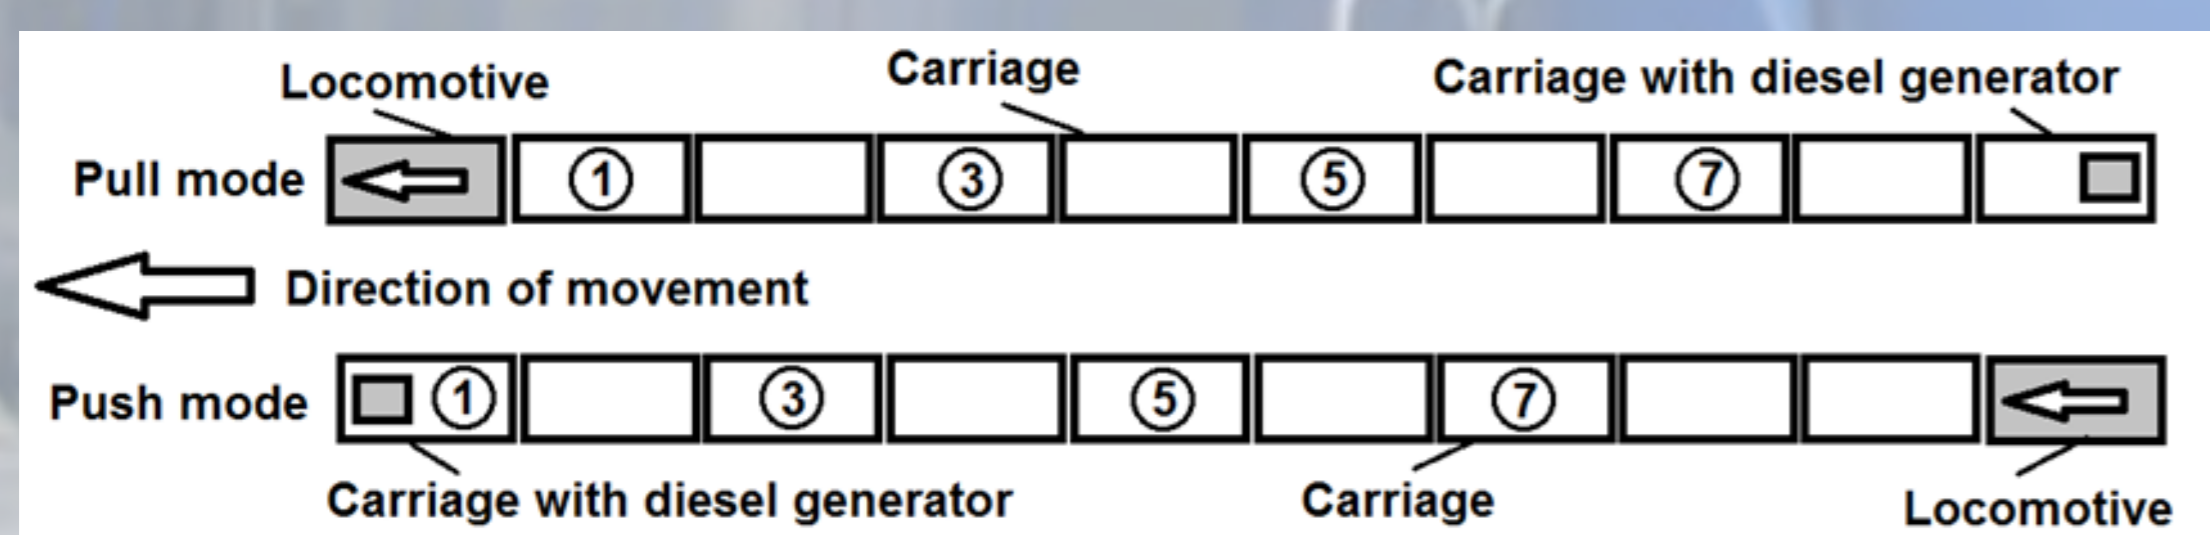 Locomotive
Carriage
Carriage with diesel generator
Pull mode
1
3
5
7
Direction of movement
Push mode
1
3
5
7
Carriage with diesel generator
Carriage
Locomotive